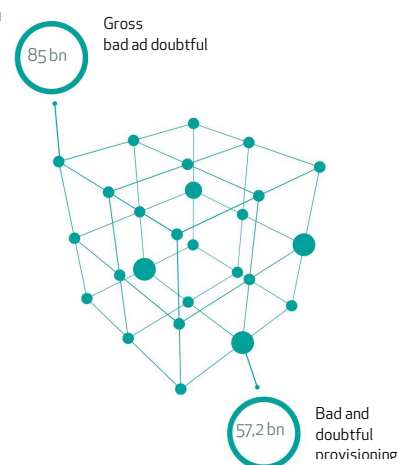 Gross
bad ad doubtful
85 bn
57,2 bn
Bad and
doubtful
provisioning